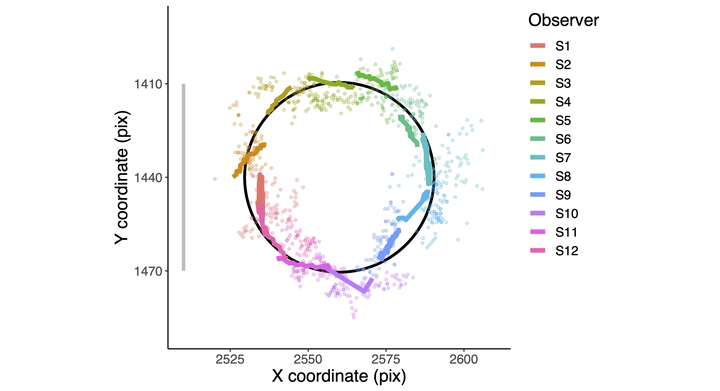 Observer
S1
S2
S3
S4
S5
S6
S7
S8
S9
S10
S11
S12
Y coordinate (pix)
1410
1440
1470
2525
2550
2575
2600
X coordinate (pix)